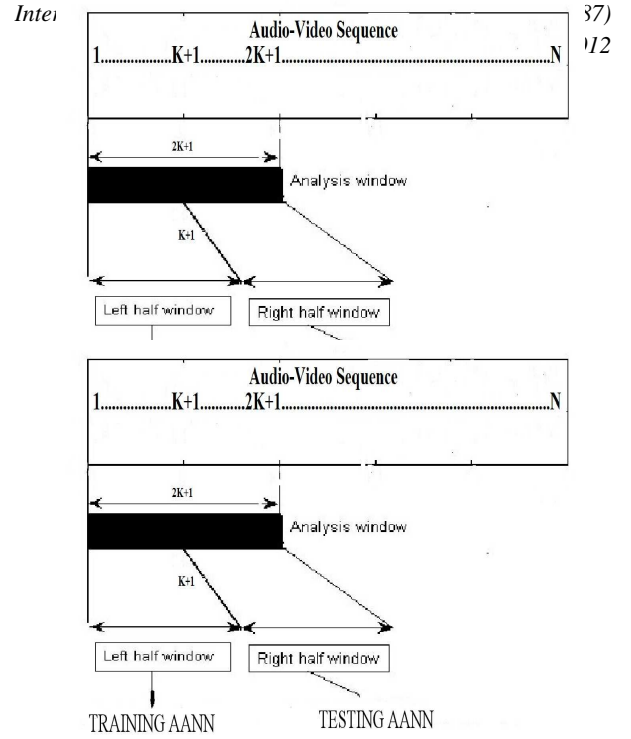 Audio-Video Sequence
1.................K+1...........2K+1..................................................................N
2K+1
Analysis window
K+1
Left half window Right half window
Audio-Video Sequence
1.................K+1...........2K+1..................................................................N
2K+1
Analysis window
K+1
Left half window Right half window
TRAINING AANN TESTING AANN